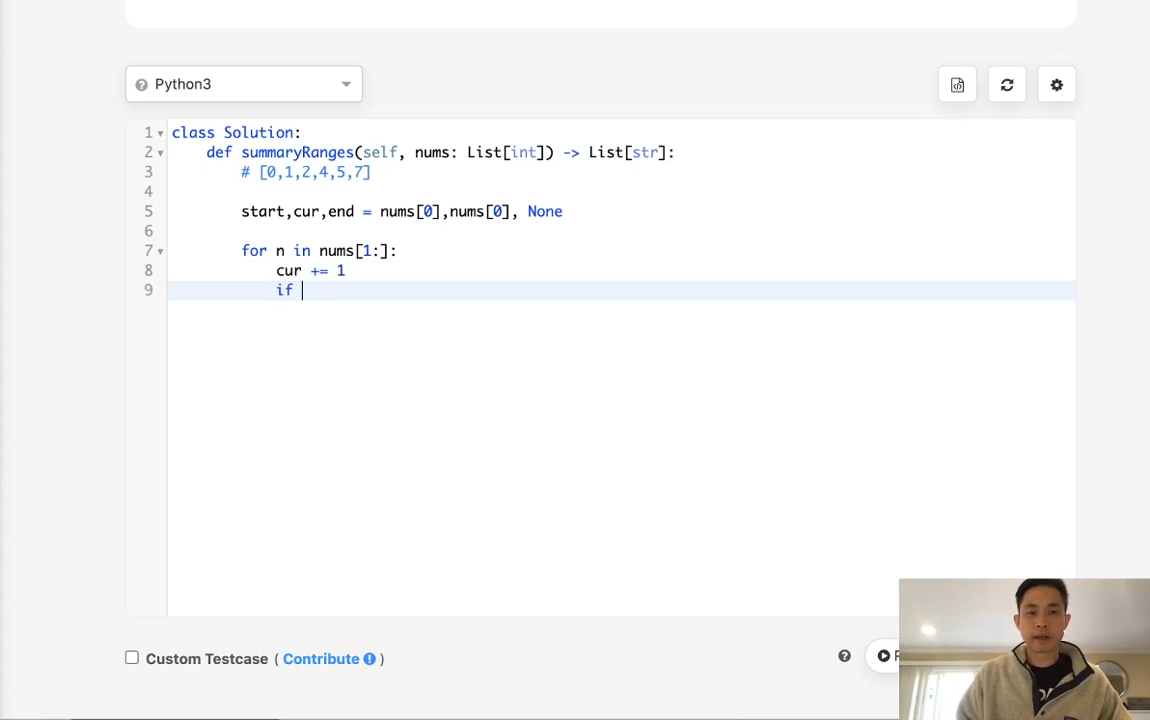 Python3
1 class Solution:
2 def summaryRanges(self, nums: List[int]) -> List[str]:
3 # [0,1,2,4,5,7]
4
5 start,cur,end = nums[0],nums[0], None
6
7 for n in nums[1:]:
8 cur += 1
9 if
Custom Testcase ( Contribute )